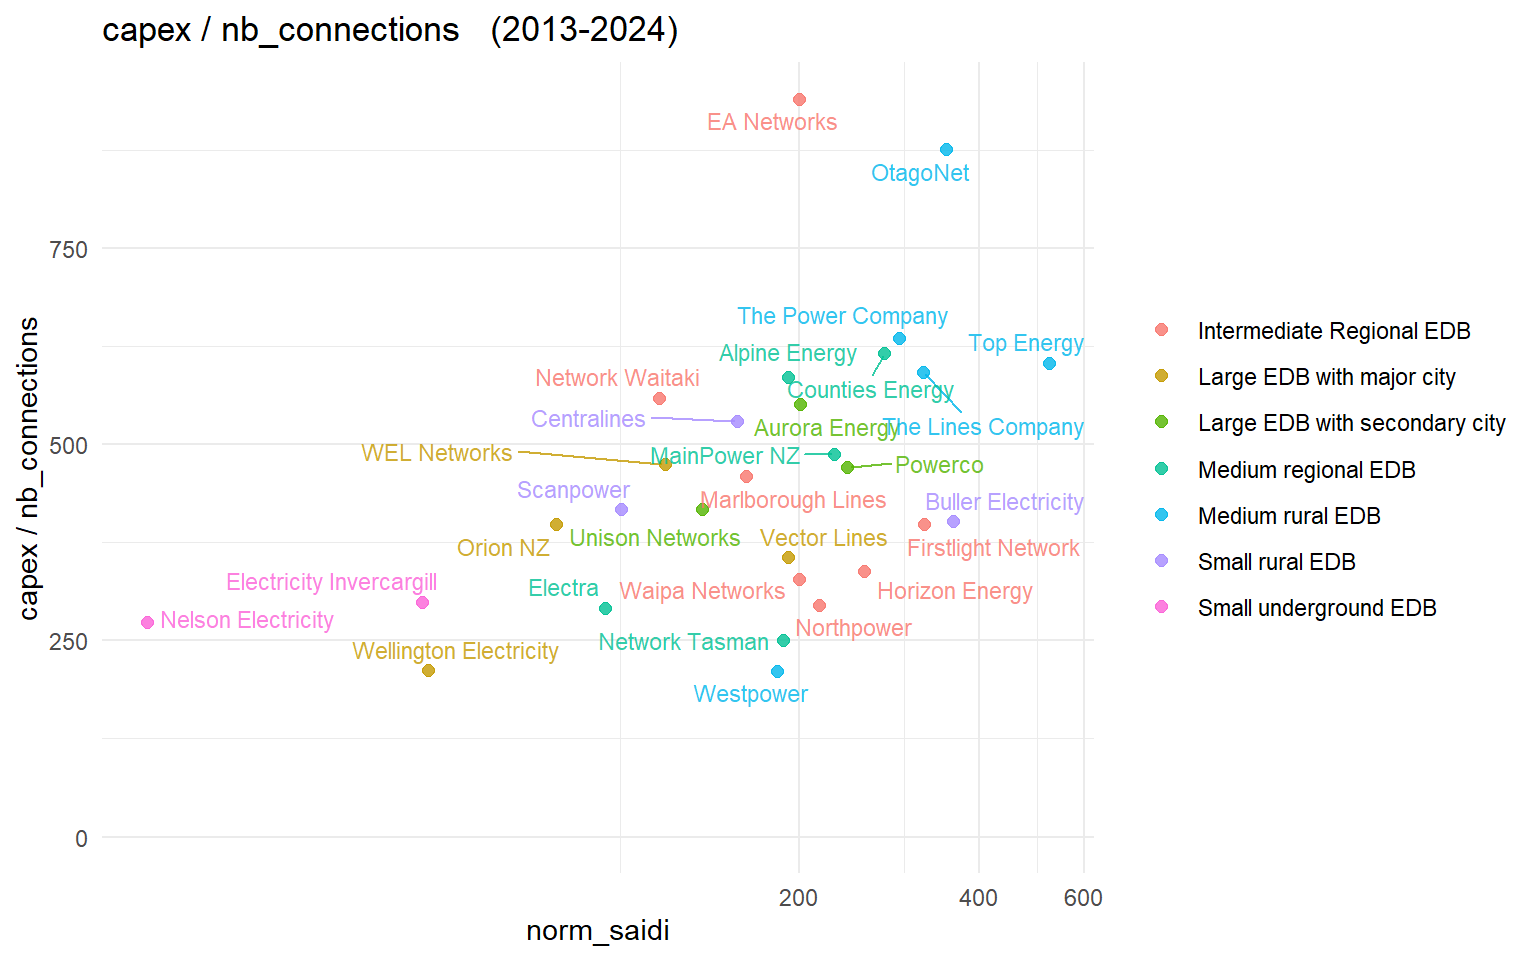 capex / nb_connections   (2013-2024)
EA Networks
OtagoNet
750
The Power Company
Top Energy
Alpine Energy
Network Waitaki
Counties Energy
Centralines
Aurora Energy
The Lines Company
500
WEL Networks
MainPower NZ
Powerco
Scanpower
Marlborough Lines
Buller Electricity
Orion NZ
Unison Networks
Vector Lines
Firstlight Network
Electricity Invercargill
Electra
Waipa Networks
Horizon Energy
Nelson Electricity
Northpower
250
Network Tasman
Wellington Electricity
Westpower
0
200
400
600
norm_saidi
capex / nb_connections
Intermediate Regional EDB
Large EDB with major city
Large EDB with secondary city
Medium regional EDB
Medium rural EDB
Small rural EDB
Small underground EDB